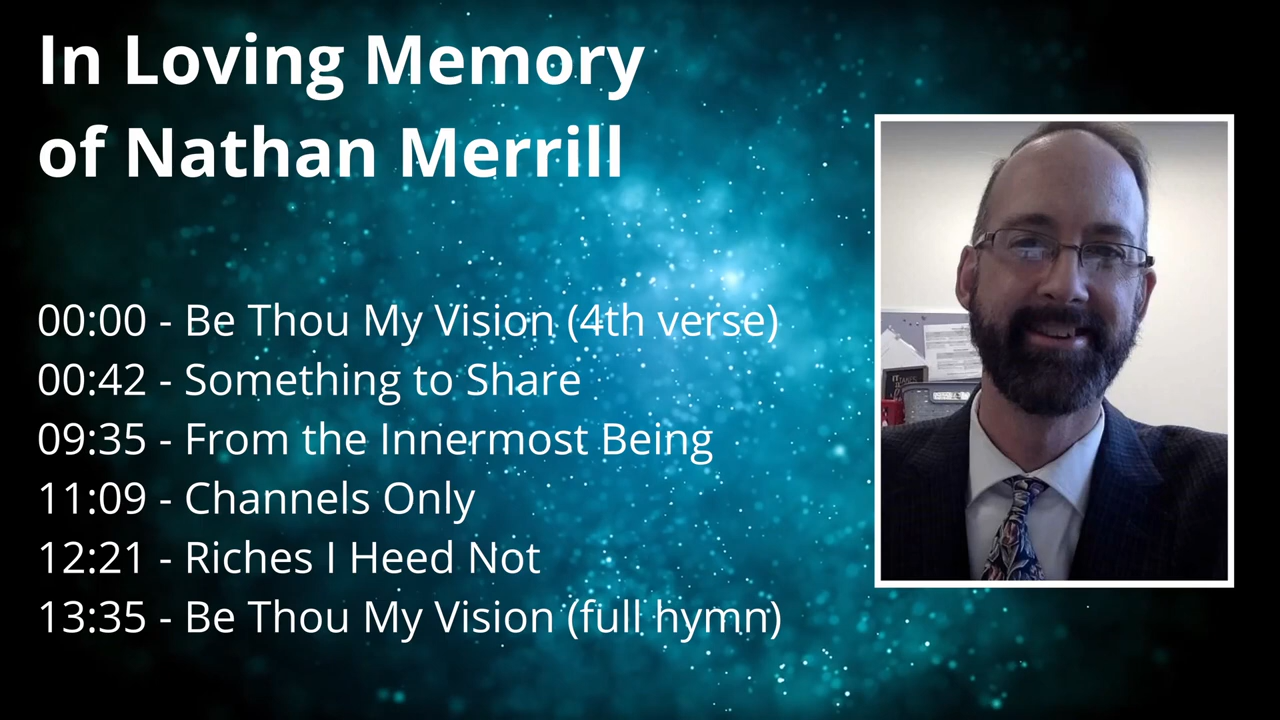 In Loving Memory
of Nathan Merrill
00:00 - Be Thou My Vision (4th verse)
00:42 - Something to Share
09:35 - From the Innermost Being
11:09 - Channels Only
12:21 - Riches I Heed Not
13:35 - Be Thou My Vision (full hymn)